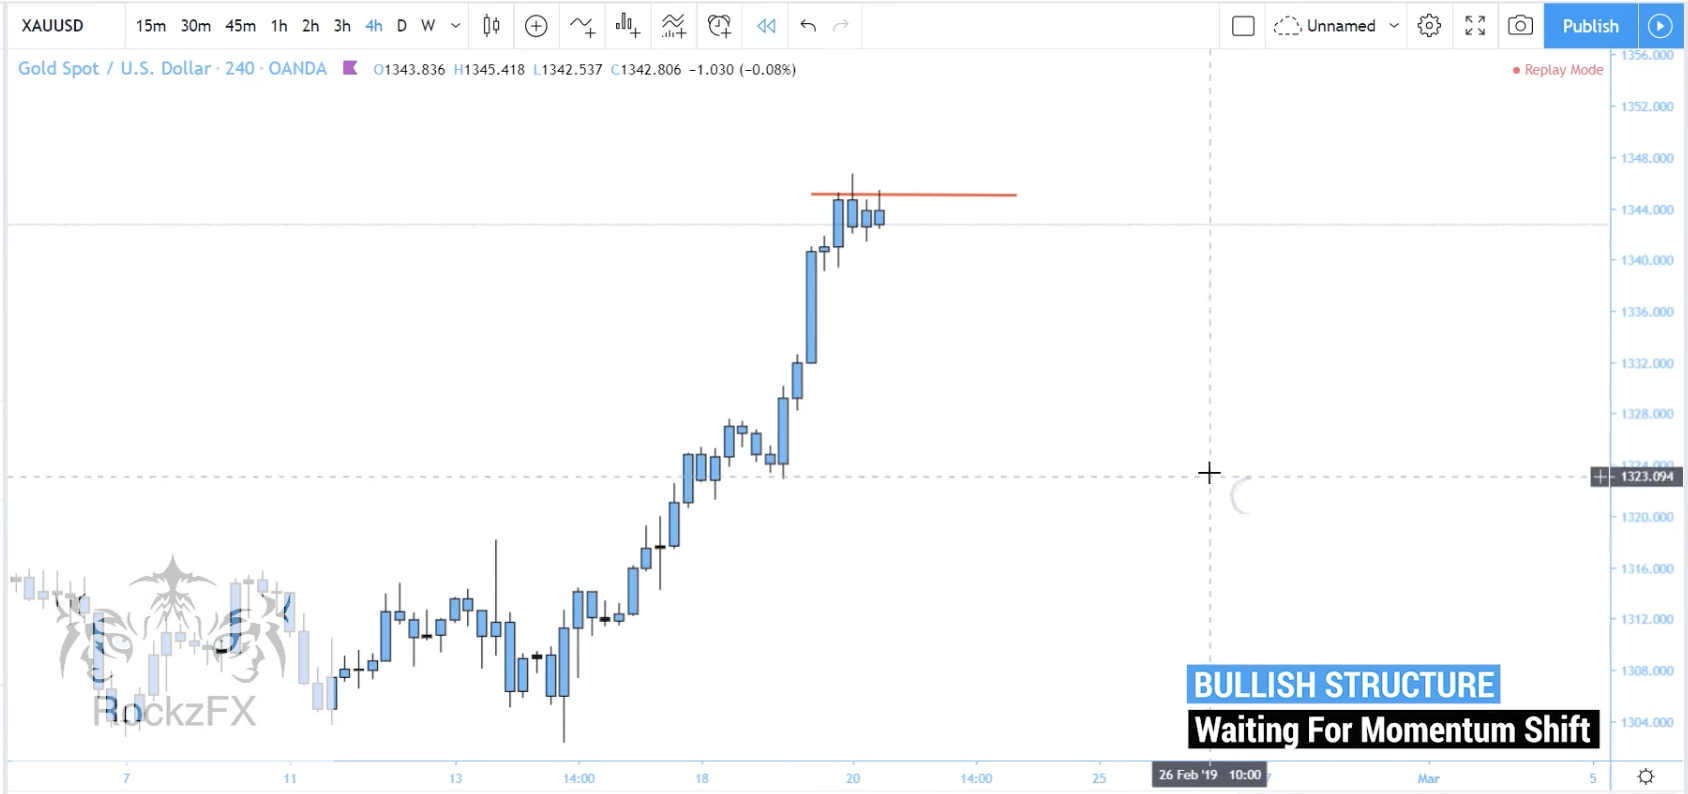 XAUUSD 15m 30m 45m 1h 2h 3h 4h D W Unnamed Publish
Gold Spot / U.S. Dollar · 240 · OANDA O1343.836 H1345.418 L1342.537 C1342.806 −1.030 (−0.08%)
Replay Mode
1356.000
1352.000
1348.000
1344.000
1340.000
1336.000
1332.000
1328.000
1324.000
1323.094
1320.000
1316.000
1312.000
1308.000
1304.000
RockzFX
BULLISH STRUCTURE
Waiting For Momentum Shift
7 11 13 14:00 18 20 14:00 25 26 Feb '19 10:00 Mar 5